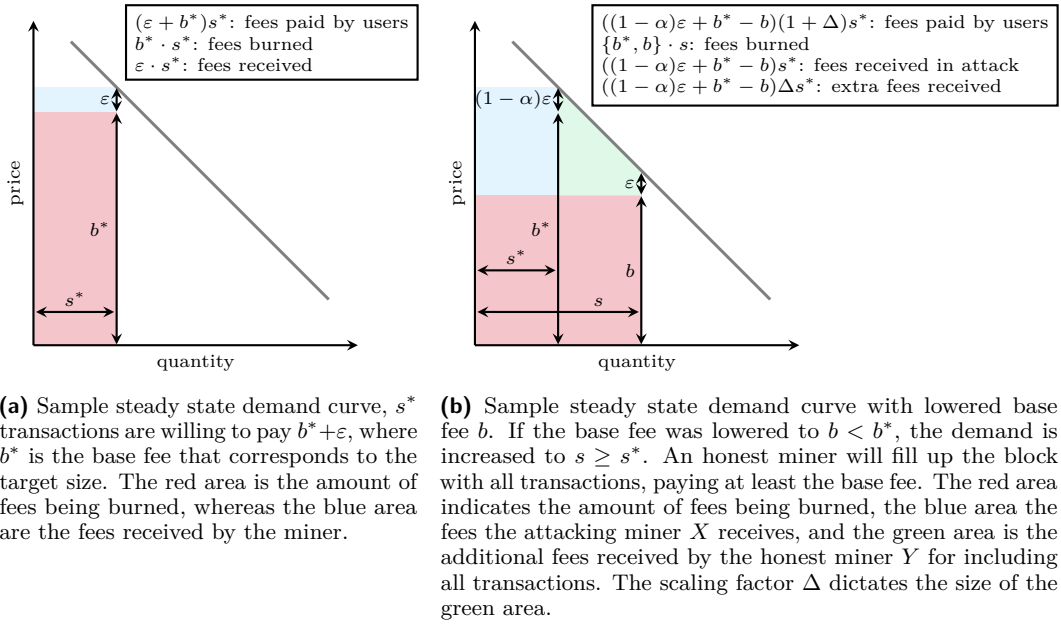 (ε + b*)s*: fees paid by users
b* · s*: fees burned
ε · s*: fees received
ε
b*
s*
price
quantity
((1 − α)ε + b* − b)(1 + Δ)s*: fees paid by users
{b*, b} · s: fees burned
((1 − α)ε + b* − b)s*: fees received in attack
((1 − α)ε + b* − b)Δs*: extra fees received
(1 − α)ε
ε
b*
s*
b
s
price
quantity
(a) Sample steady state demand curve, s*
transactions are willing to pay b*+ε, where
b* is the base fee that corresponds to the
target size. The red area is the amount of
fees being burned, whereas the blue area
are the fees received by the miner.
(b) Sample steady state demand curve with lowered base
fee b. If the base fee was lowered to b < b*, the demand is
increased to s ≥ s*. An honest miner will fill up the block
with all transactions, paying at least the base fee. The red area
indicates the amount of fees being burned, the blue area the
fees the attacking miner X receives, and the green area is the
additional fees received by the honest miner Y for including
all transactions. The scaling factor Δ dictates the size of the
green area.